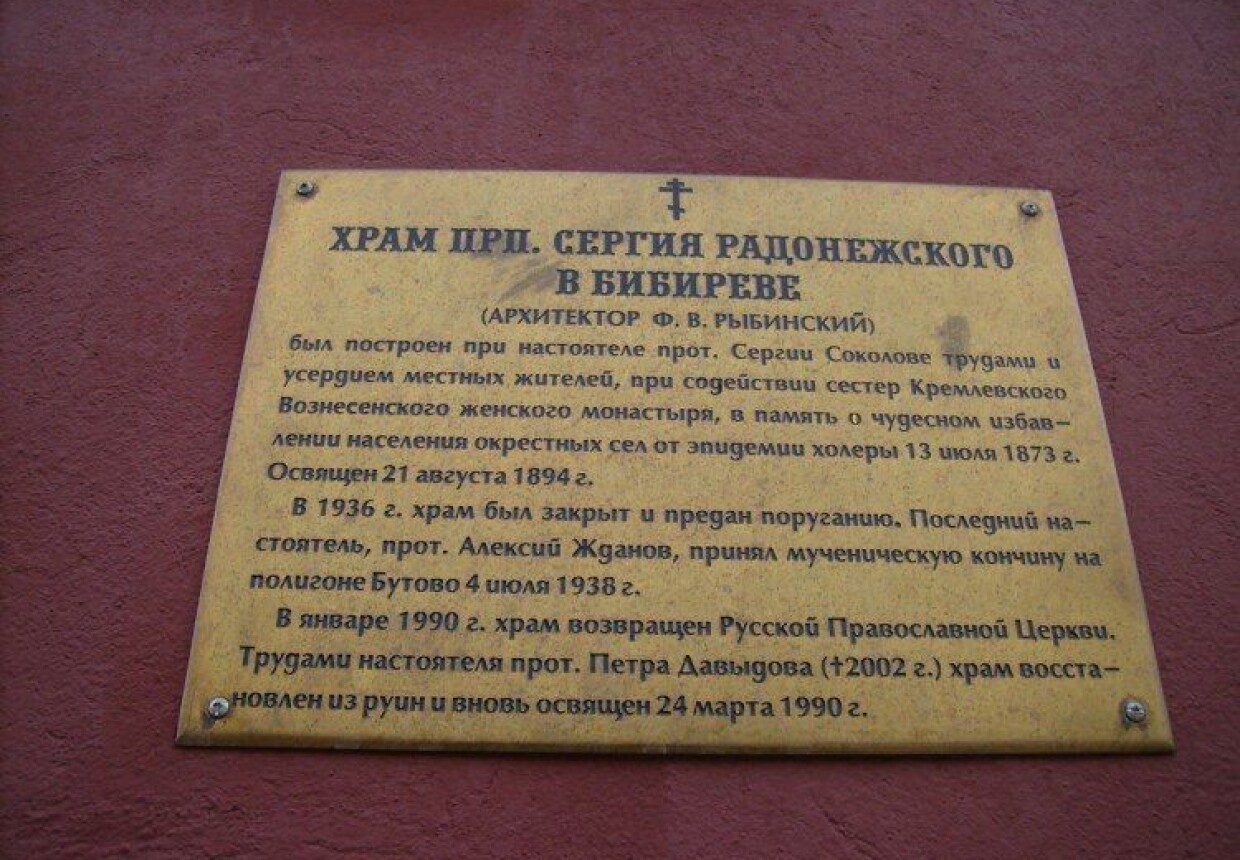 ХРАМ ПРП. СЕРГИЯ РАДОНЕЖСКОГО
В БИБИРЕВЕ
(АРХИТЕКТОР Ф. В. РЫБИНСКИЙ)
был построен при настоятеле прот. Сергии Соколове трудами и
усердием местных жителей, при содействии сестер Кремлевского
Вознесенского женского монастыря, в память о чудесном избав–
лении населения окрестных сел от эпидемии холеры 13 июля 1873 г.
Освящен 21 августа 1894 г.
В 1936 г. храм был закрыт и предан поруганию. Последний на–
стоятель, прот. Алексий Жданов, принял мученическую кончину на
полигоне Бутово 4 июля 1938 г.
В январе 1990 г. храм возвращен Русской Православной Церкви.
Трудами настоятеля прот. Петра Давыдова (†2002 г.) храм восста–
новлен из руин и вновь освящен 24 марта 1990 г.